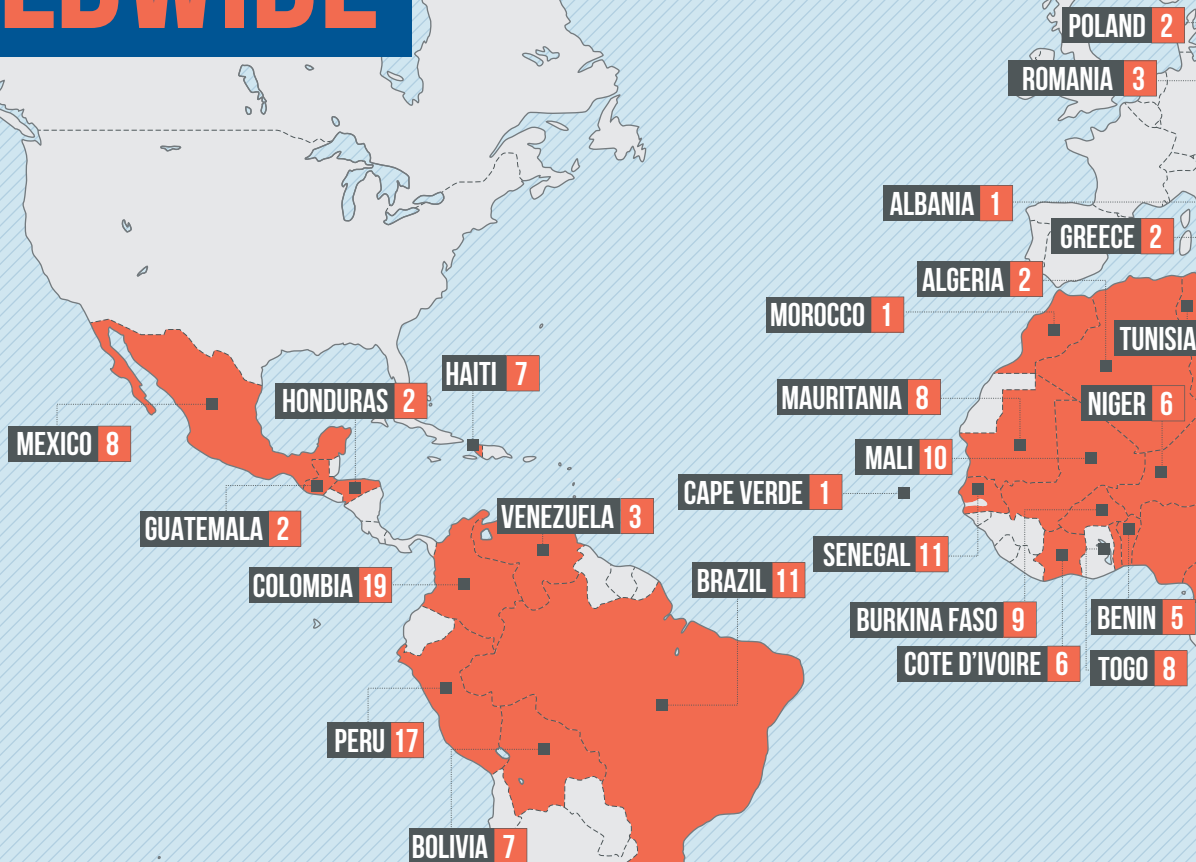 POLAND 2
ROMANIA 3
ALBANIA 1
GREECE 2
ALGERIA 2
MOROCCO 1
TUNISIA
HAITI 7
HONDURAS 2
MAURITANIA 8
NIGER 6
MEXICO 8
MALI 10
CAPE VERDE 1
GUATEMALA 2
VENEZUELA 3
SENEGAL 11
COLOMBIA 19
BRAZIL 11
BURKINA FASO 9
BENIN 5
COTE D'IVOIRE 6
TOGO 8
PERU 17
BOLIVIA 7